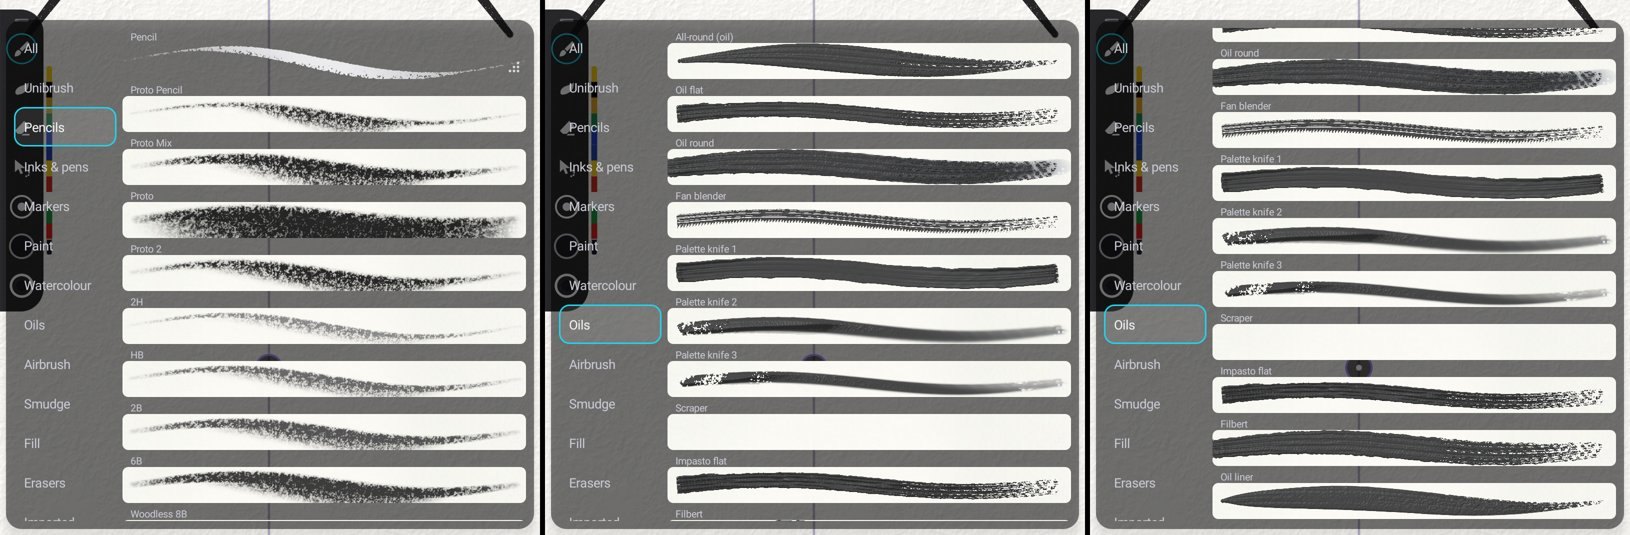 All
Unibrush
Pencils
Inks & pens
Markers
Paint
Watercolour
Oils
Airbrush
Smudge
Fill
Erasers
Imported
Pencil
Proto Pencil
Proto Mix
Proto
Proto 2
2H
HB
2B
6B
Woodless 8B
All
Unibrush
Pencils
Inks & pens
Markers
Paint
Watercolour
Oils
Airbrush
Smudge
Fill
Erasers
Imported
All-round (oil)
Oil flat
Oil round
Fan blender
Palette knife 1
Palette knife 2
Palette knife 3
Scraper
Impasto flat
Filbert
All
Unibrush
Pencils
Inks & pens
Markers
Paint
Watercolour
Oils
Airbrush
Smudge
Fill
Erasers
Imported
Oil round
Fan blender
Palette knife 1
Palette knife 2
Palette knife 3
Scraper
Impasto flat
Filbert
Oil liner